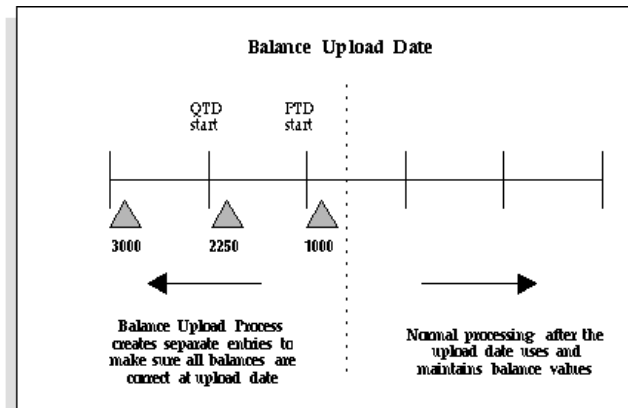 Balance Upload Date
QTD
start
PTD
start
3000
2250
1000
Balance Upload Process
creates separate entries to
make sure all balances are
correct at upload date
Normal processing after the
upload date uses and
maintains balance values